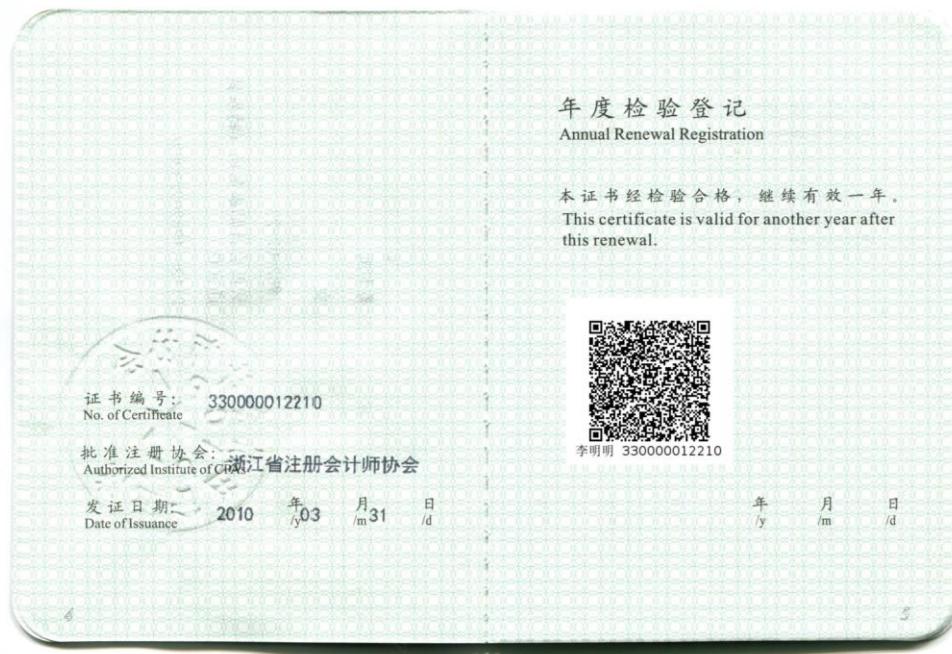 证书编号: 330000012210
No. of Certificate
批准注册协会: 浙江省注册会计师协会
Authorized Institute of CPAs
发证日期: 2010 年 03 月 31 日
Date of Issuance /y /m /d
4
年度检验登记
Annual Renewal Registration
本证书经检验合格，继续有效一年。
This certificate is valid for another year after
this renewal.
李明明 330000012210
年 月 日
/y /m /d
5